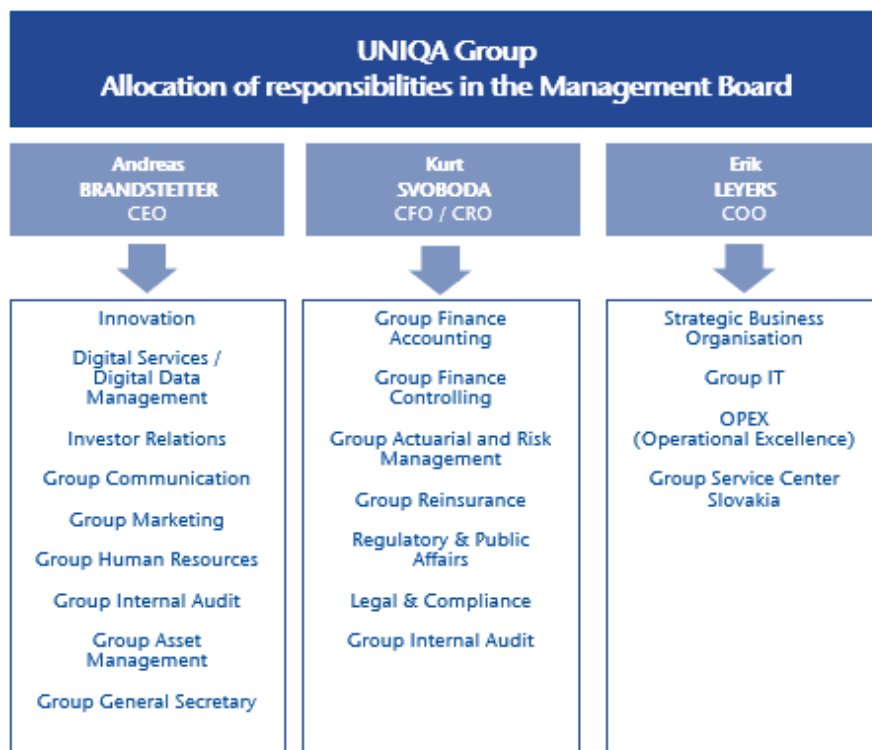 UNIQA Group
Allocation of responsibilities in the Management Board
Andreas
BRANDSTETTER
CEO
Innovation
Digital Services /
Digital Data
Management
Investor Relations
Group Communication
Group Marketing
Group Human Resources
Group Internal Audit
Group Asset
Management
Group General Secretary
Kurt
SVOBODA
CFO / CRO
Group Finance
Accounting
Group Finance
Controlling
Group Actuarial and Risk
Management
Group Reinsurance
Regulatory & Public
Affairs
Legal & Compliance
Group Internal Audit
Erik
LEYERS
COO
Strategic Business
Organisation
Group IT
OPEX
(Operational Excellence)
Group Service Center
Slovakia